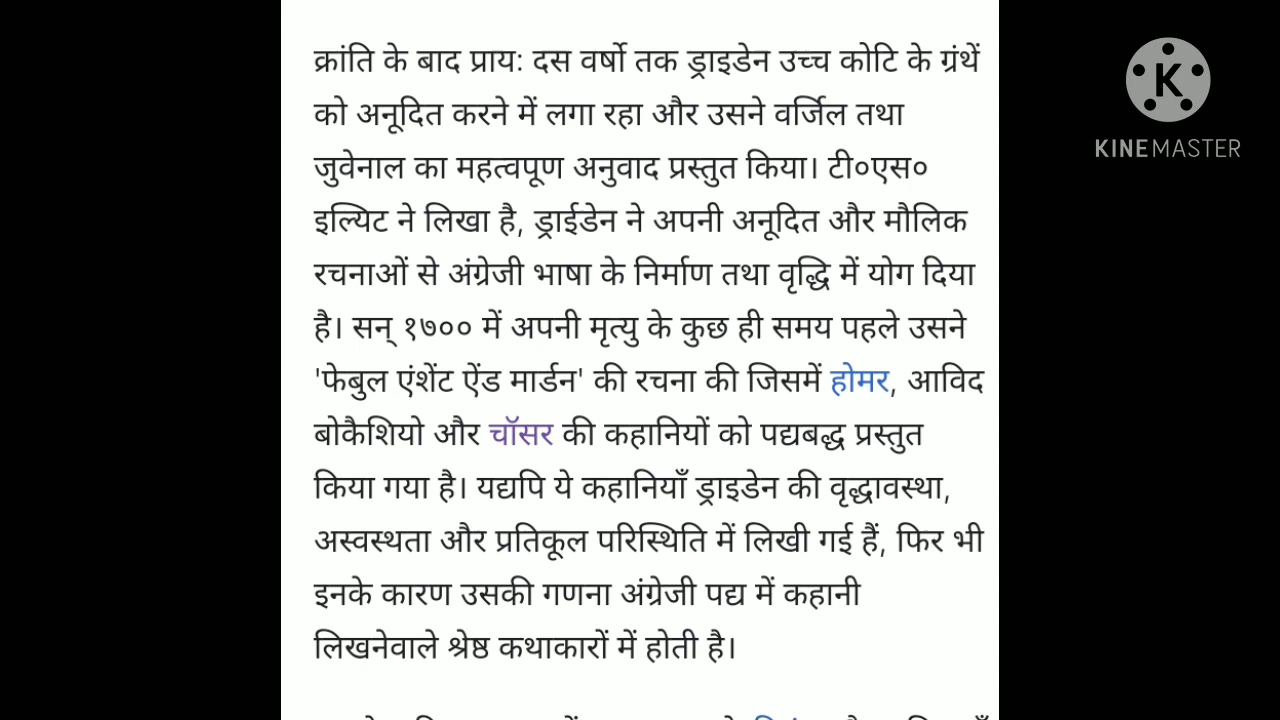 क्रांति के बाद प्राय: दस वर्षो तक ड्राइडेन उच्च कोटि के ग्रंथें
को अनूदित करने में लगा रहा और उसने वर्जिल तथा
जुवेनाल का महत्वपूण अनुवाद प्रस्तुत किया। टी०एस०
इल्यिट ने लिखा है, ड्राईडेन ने अपनी अनूदित और मौलिक
रचनाओं से अंग्रेजी भाषा के निर्माण तथा वृद्धि में योग दिया
है। सन् १७०० में अपनी मृत्यु के कुछ ही समय पहले उसने
'फेबुल एंशेंट ऐंड मार्डन' की रचना की जिसमें होमर, आविद
बोकैशियो और चॉसर की कहानियों को पद्यबद्ध प्रस्तुत
किया गया है। यद्यपि ये कहानियाँ ड्राइडेन की वृद्धावस्था,
अस्वस्थता और प्रतिकूल परिस्थिति में लिखी गई हैं, फिर भी
इनके कारण उसकी गणना अंग्रेजी पद्य में कहानी
लिखनेवाले श्रेष्ठ कथाकारों में होती है।
K
KINEMASTER